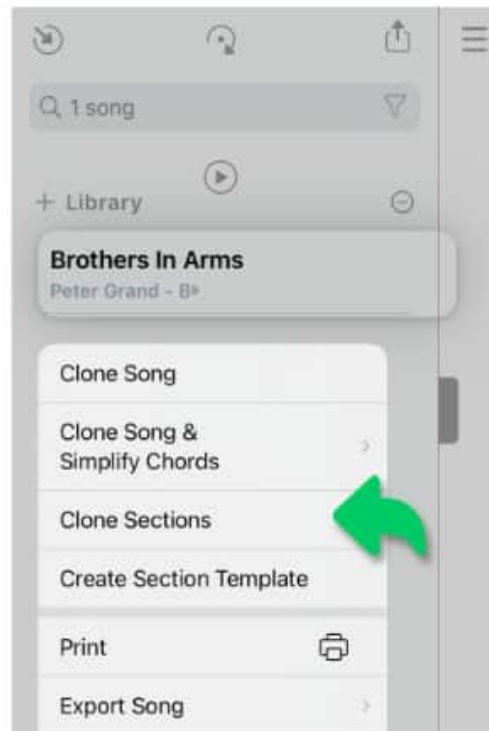 1 song
+ Library
Brothers In Arms
Peter Grand - B♭
Clone Song
Clone Song &
Simplify Chords
Clone Sections
Create Section Template
Print
Export Song